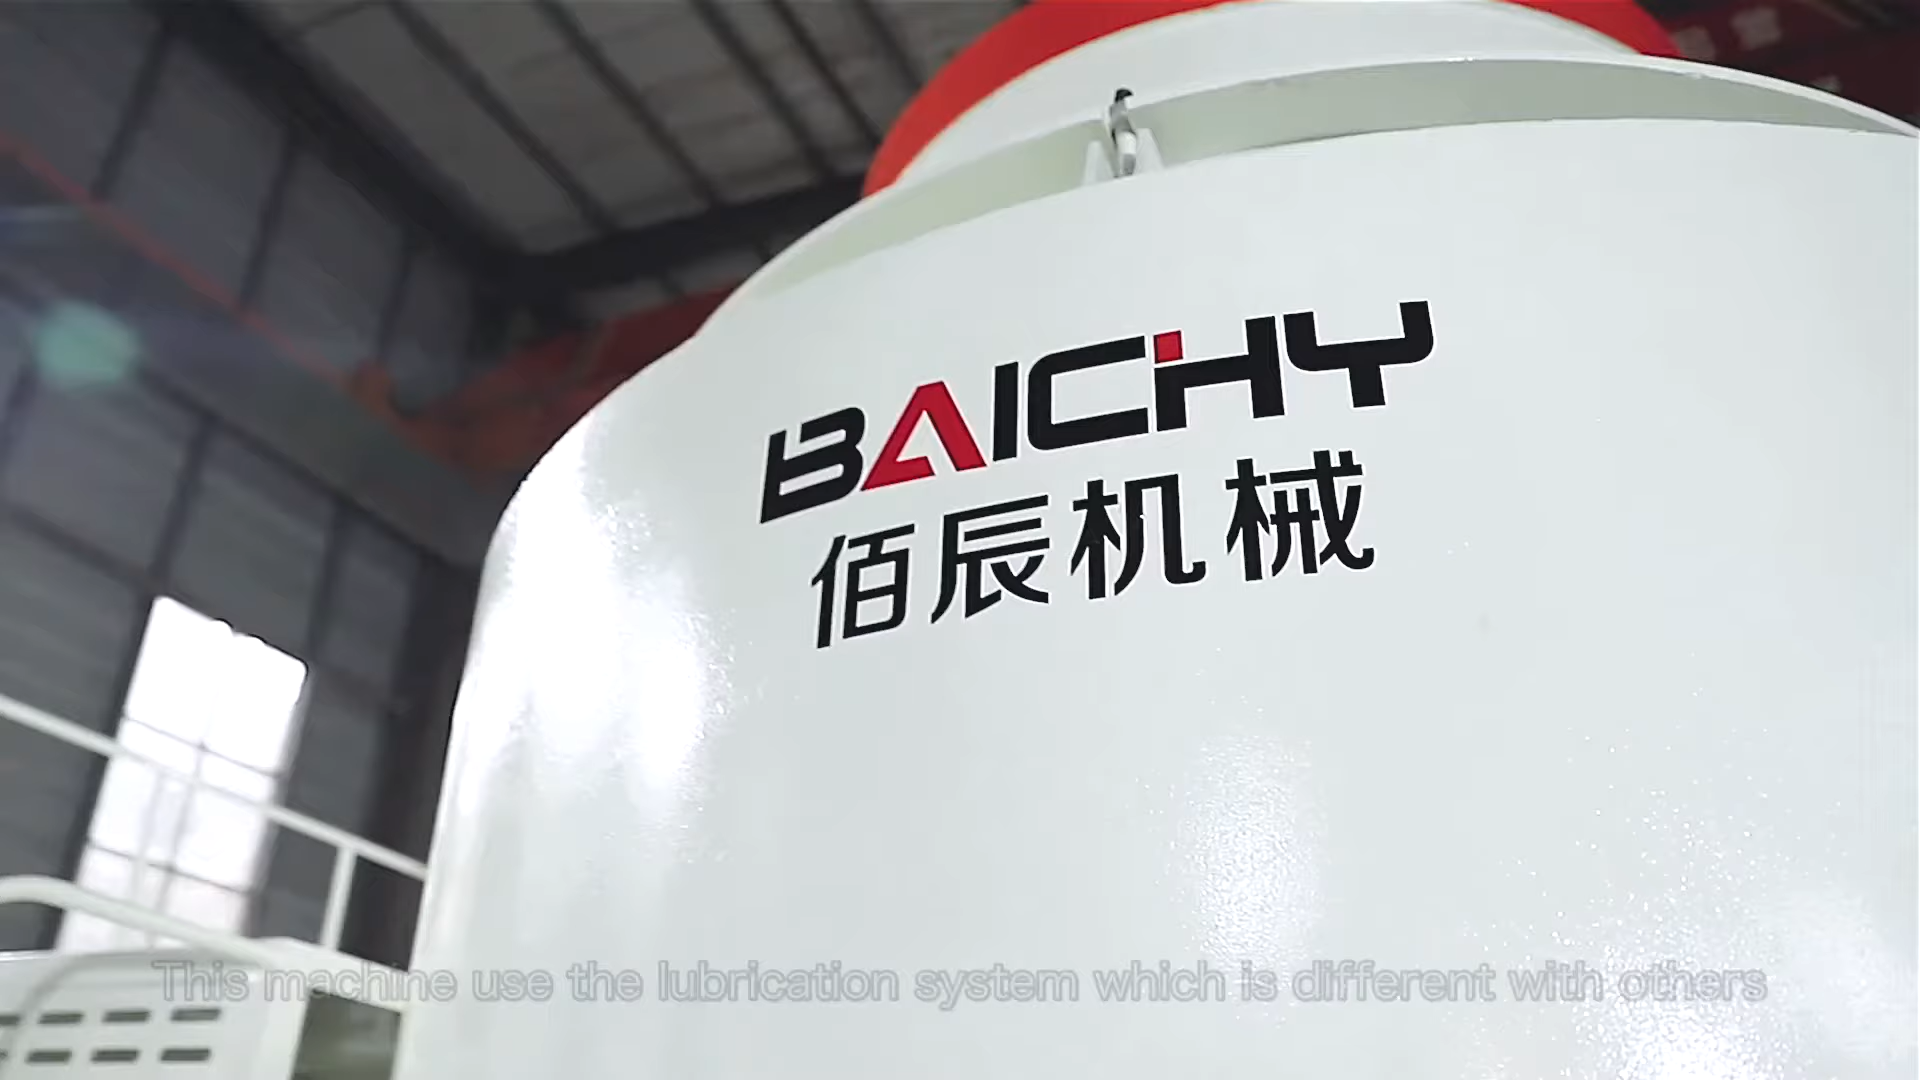 BAICHY
佰辰机械
This machine use the lubrication system which is different with others